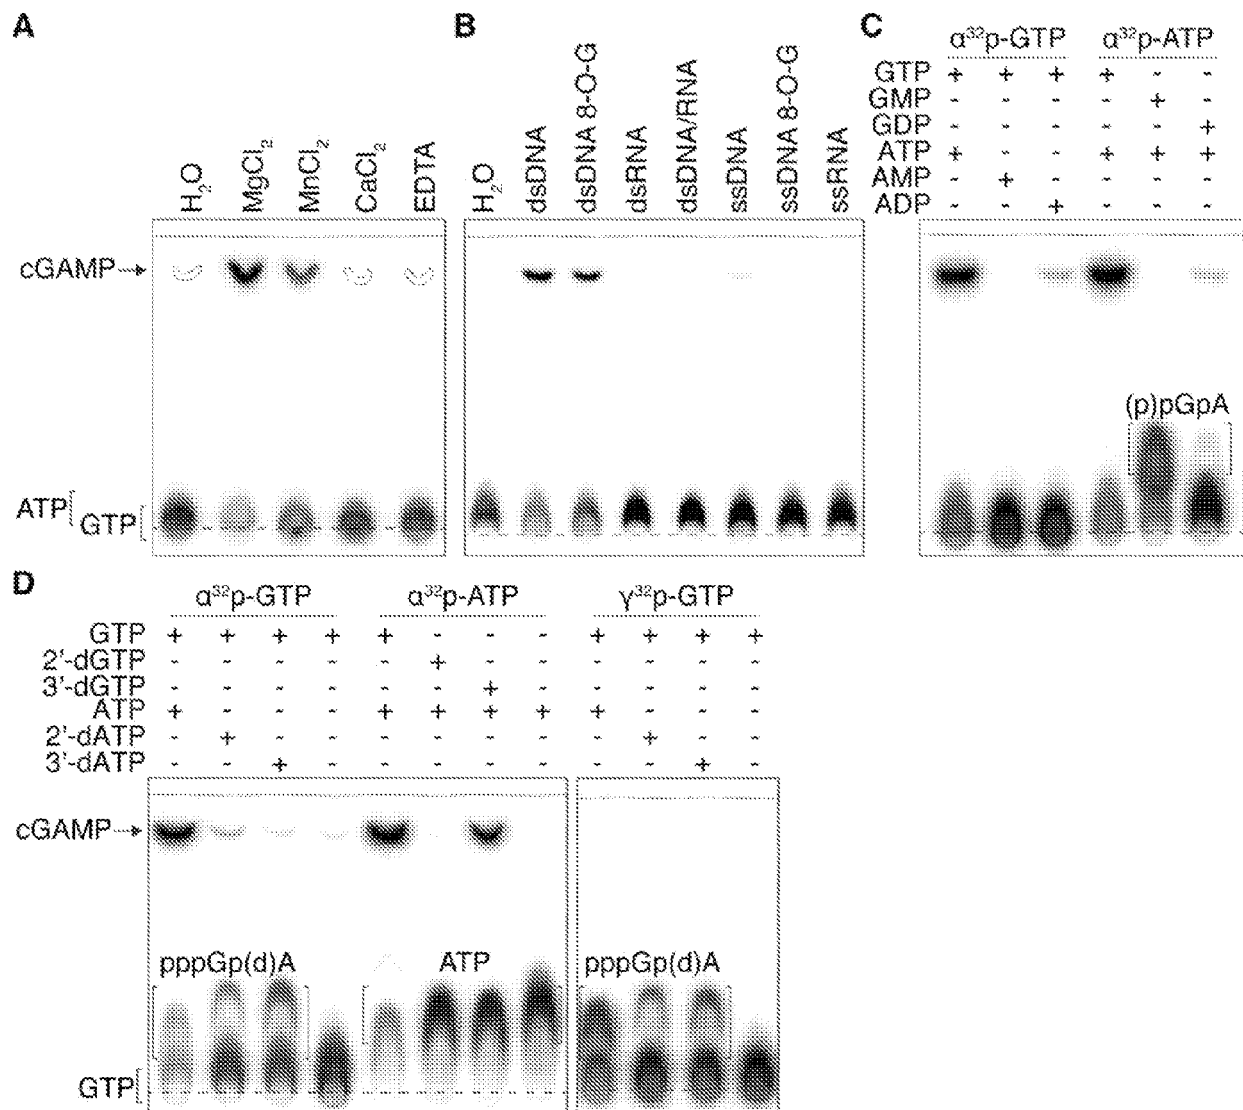 A
H₂O
MgCl₂
MnCl₂
CaCl₂
EDTA
cGAMP
ATP
GTP
B
H₂O
dsDNA
dsDNA 8-O-G
dsRNA
dsDNA/RNA
ssDNA
ssDNA 8-O-G
ssRNA
C
α³²p-GTP α³²p-ATP
GTP + + + + - -
GMP - - - - + -
GDP - - - - - +
ATP + - - + + +
AMP - + - - - -
ADP - - + - - -
(p)pGpA
D
α³²p-GTP α³²p-ATP γ³²p-GTP
GTP + + + + + - - - + + + +
2'-dGTP - - - - - + - - - - - -
3'-dGTP - - - - - - + - - - - -
ATP + - - - + + + + + - - -
2'-dATP - + - - - - - - - + - -
3'-dATP - - + - - - - - - - + -
cGAMP
pppGp(d)A ATP pppGp(d)A
GTP